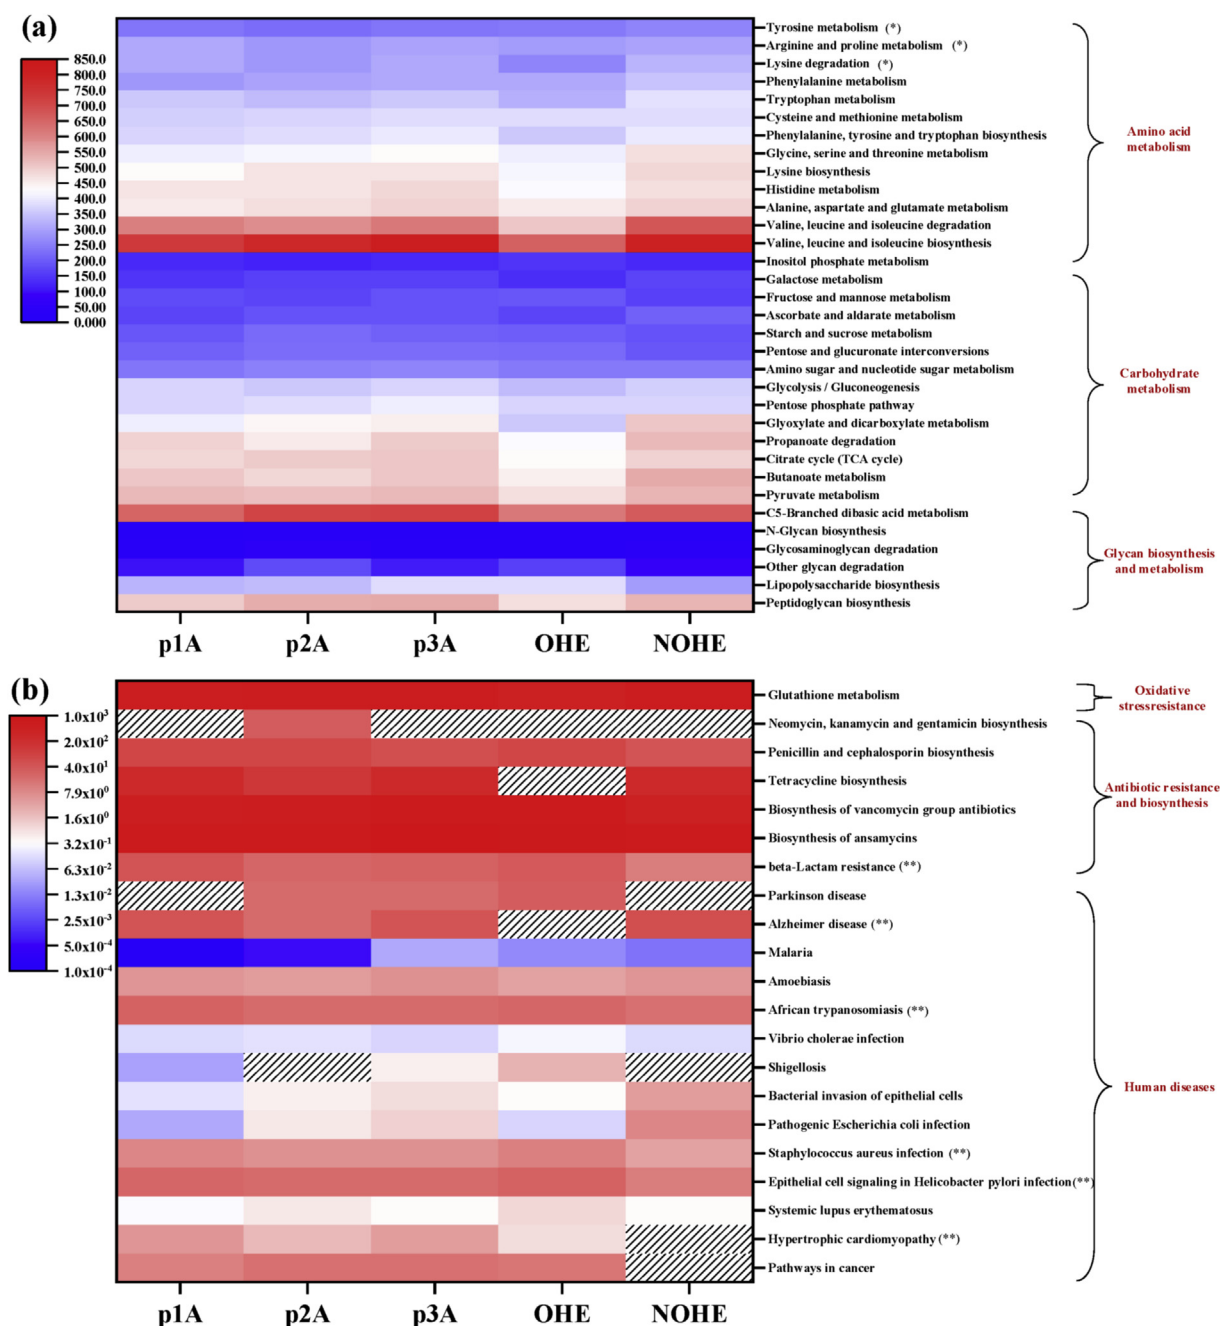 (a)
850.0
800.0
750.0
700.0
650.0
600.0
550.0
500.0
450.0
400.0
350.0
300.0
250.0
200.0
150.0
100.0
50.00
0.000
Tyrosine metabolism (*)
Arginine and proline metabolism (*)
Lysine degradation (*)
Phenylalanine metabolism
Tryptophan metabolism
Cysteine and methionine metabolism
Phenylalanine, tyrosine and tryptophan biosynthesis
Glycine, serine and threonine metabolism
Lysine biosynthesis
Histidine metabolism
Alanine, aspartate and glutamate metabolism
Valine, leucine and isoleucine degradation
Valine, leucine and isoleucine biosynthesis
Inositol phosphate metabolism
Galactose metabolism
Fructose and mannose metabolism
Ascorbate and aldarate metabolism
Starch and sucrose metabolism
Pentose and glucuronate interconversions
Amino sugar and nucleotide sugar metabolism
Glycolysis / Gluconeogenesis
Pentose phosphate pathway
Glyoxylate and dicarboxylate metabolism
Propanoate degradation
Citrate cycle (TCA cycle)
Butanoate metabolism
Pyruvate metabolism
C5-Branched dibasic acid metabolism
N-Glycan biosynthesis
Glycosaminoglycan degradation
Other glycan degradation
Lipopolysaccharide biosynthesis
Peptidoglycan biosynthesis
Amino acid
metabolism
Carbohydrate
metabolism
Glycan biosynthesis
and metabolism
p1A p2A p3A OHE NOHE
(b)
1.0x10³
2.0x10²
4.0x10¹
7.9x10⁰
1.6x10⁰
3.2x10⁻¹
6.3x10⁻²
1.3x10⁻²
2.5x10⁻³
5.0x10⁻⁴
1.0x10⁻⁴
Glutathione metabolism
Neomycin, kanamycin and gentamicin biosynthesis
Penicillin and cephalosporin biosynthesis
Tetracycline biosynthesis
Biosynthesis of vancomycin group antibiotics
Biosynthesis of ansamycins
beta-Lactam resistance (**)
Parkinson disease
Alzheimer disease (**)
Malaria
Amoebiasis
African trypanosomiasis (**)
Vibrio cholerae infection
Shigellosis
Bacterial invasion of epithelial cells
Pathogenic Escherichia coli infection
Staphylococcus aureus infection (**)
Epithelial cell signaling in Helicobacter pylori infection(**)
Systemic lupus erythematosus
Hypertrophic cardiomyopathy (**)
Pathways in cancer
Oxidative
stressresistance
Antibiotic resistance
and biosynthesis
Human diseases
p1A p2A p3A OHE NOHE